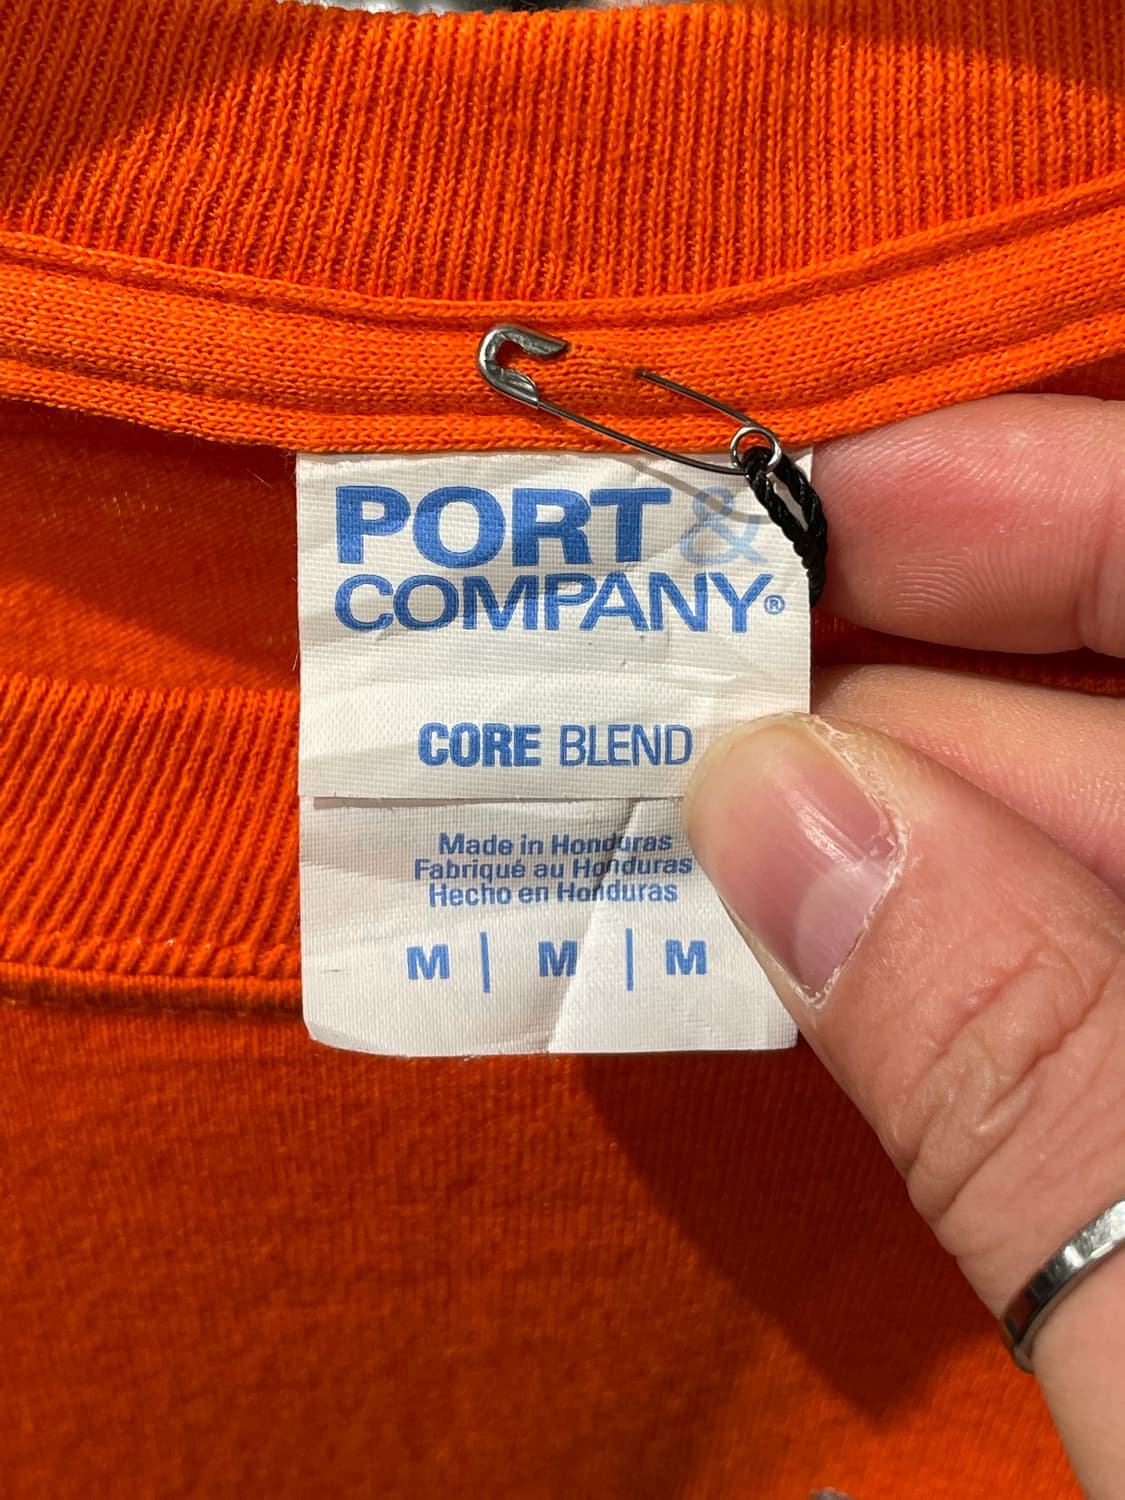 PORT &
COMPANY®
CORE BLEND
Made in Honduras
Fabriqué au Honduras
Hecho en Honduras
M | M | M